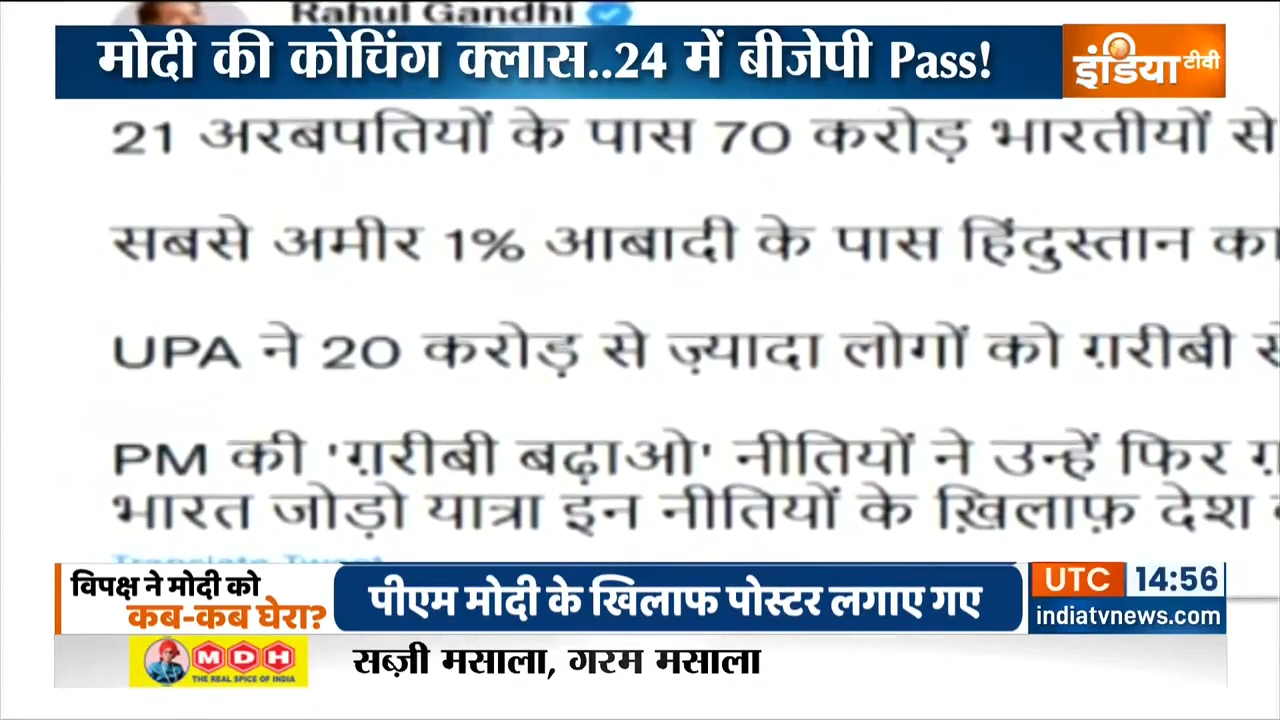 Rahul Gandhi
मोदी की कोचिंग क्लास..24 में बीजेपी Pass!
इंडिया टीवी
21 अरबपतियों के पास 70 करोड़ भारतीयों से
सबसे अमीर 1% आबादी के पास हिंदुस्तान का
UPA ने 20 करोड़ से ज़्यादा लोगों को ग़रीबी
PM की 'ग़रीबी बढ़ाओ' नीतियों ने उन्हें फिर
भारत जोड़ो यात्रा इन नीतियों के ख़िलाफ़ देश
Translate Tweet
विपक्ष ने मोदी को
कब-कब घेरा?
पीएम मोदी के खिलाफ पोस्टर लगाए गए
UTC 14:56
indiatvnews.com
MDH
THE REAL SPICE OF INDIA
सब्ज़ी मसाला, गरम मसाला